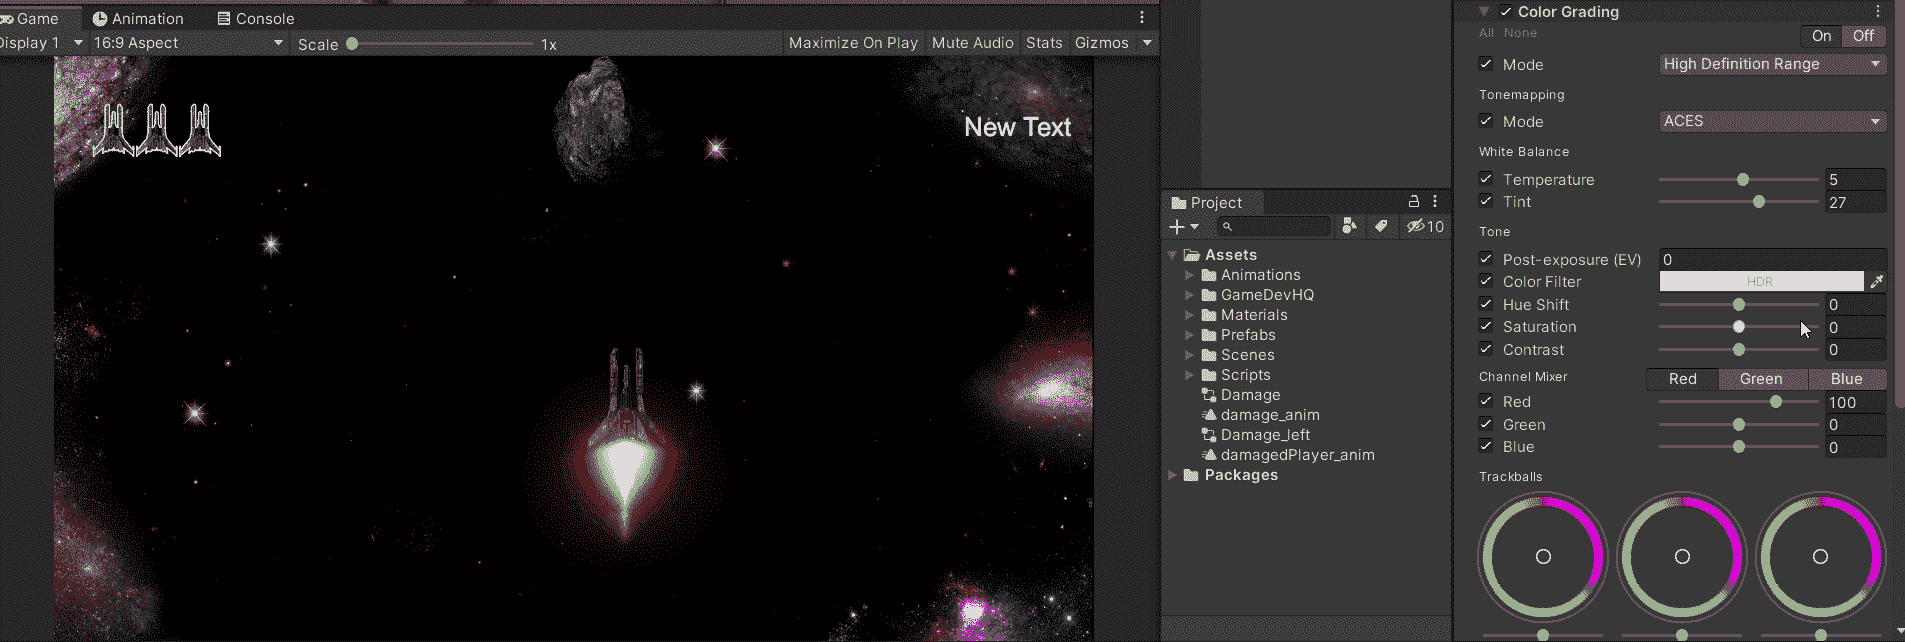 Game
Animation
Console
Display 1
16:9 Aspect
Scale
1x
Maximize On Play
Mute Audio
Stats
Gizmos
New Text
Project
10
Assets
Animations
GameDevHQ
Materials
Prefabs
Scenes
Scripts
Damage
damage_anim
Damage_left
damagedPlayer_anim
Packages
Color Grading
All None
On Off
Mode High Definition Range
Tonemapping
Mode ACES
White Balance
Temperature 5
Tint 27
Tone
Post-exposure (EV) 0
Color Filter HDR
Hue Shift 0
Saturation 0
Contrast 0
Channel Mixer Red Green Blue
Red 100
Green 0
Blue 0
Trackballs